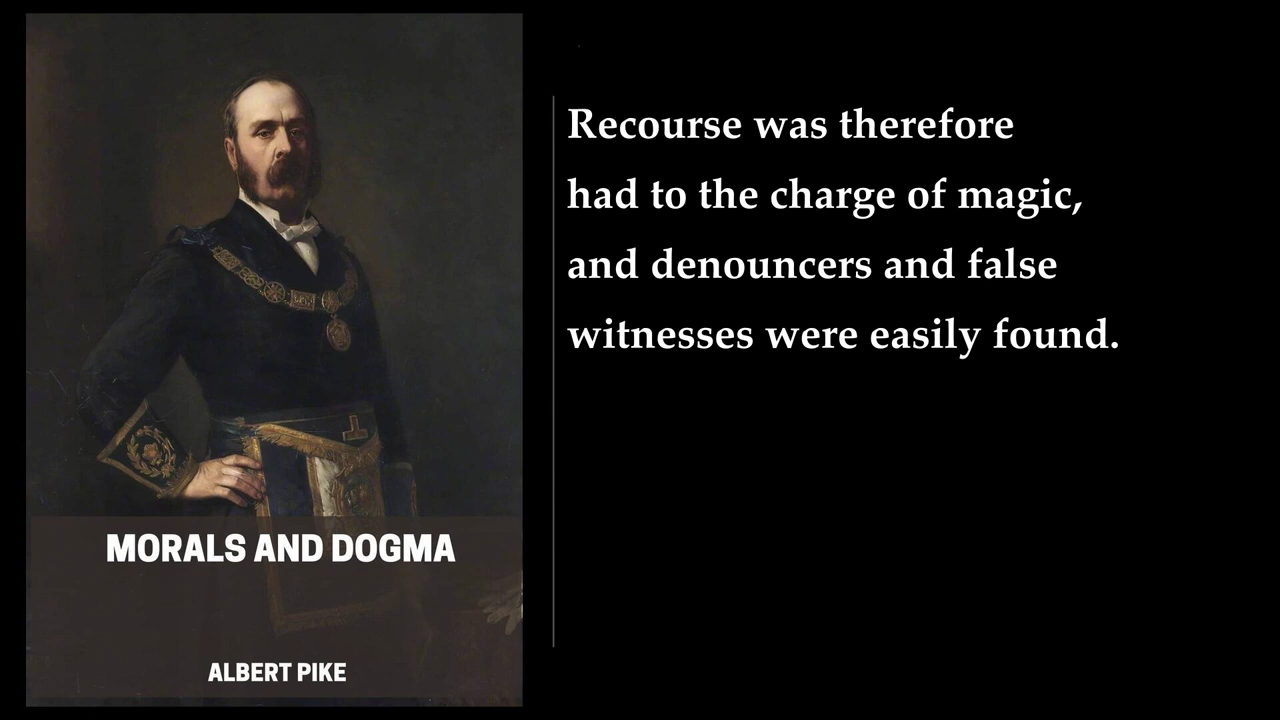 MORALS AND DOGMA
ALBERT PIKE
Recourse was therefore
had to the charge of magic,
and denouncers and false
witnesses were easily found.